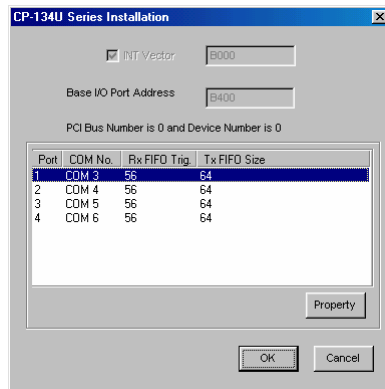 CP-134U Series Installation
INT Vector B000
Base I/O Port Address B400
PCI Bus Number is 0 and Device Number is 0
Port COM No. Rx FIFO Trig. Tx FIFO Size
1 COM 3 56 64
2 COM 4 56 64
3 COM 5 56 64
4 COM 6 56 64
Property
OK Cancel